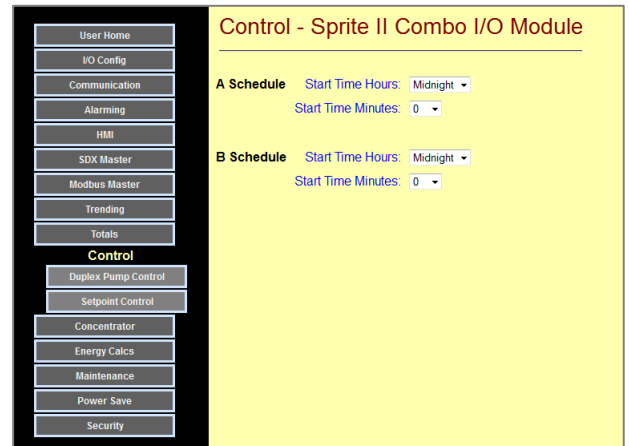 User Home
I/O Config
Communication
Alarming
HMI
SDX Master
Modbus Master
Trending
Totals
Control
Duplex Pump Control
Setpoint Control
Concentrator
Energy Calcs
Maintenance
Power Save
Security
Control - Sprite II Combo I/O Module
A Schedule Start Time Hours: Midnight
Start Time Minutes: 0
B Schedule Start Time Hours: Midnight
Start Time Minutes: 0